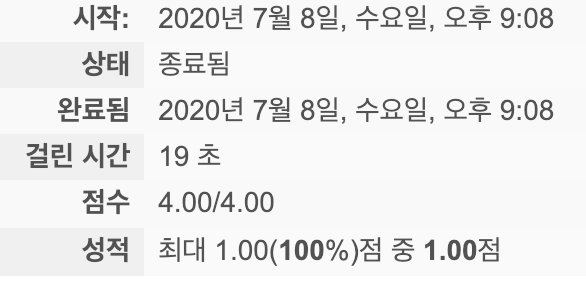 시작: 2020년 7월 8일, 수요일, 오후 9:08
상태 종료됨
완료됨 2020년 7월 8일, 수요일, 오후 9:08
걸린 시간 19 초
점수 4.00/4.00
성적 최대 1.00(100%)점 중 1.00점